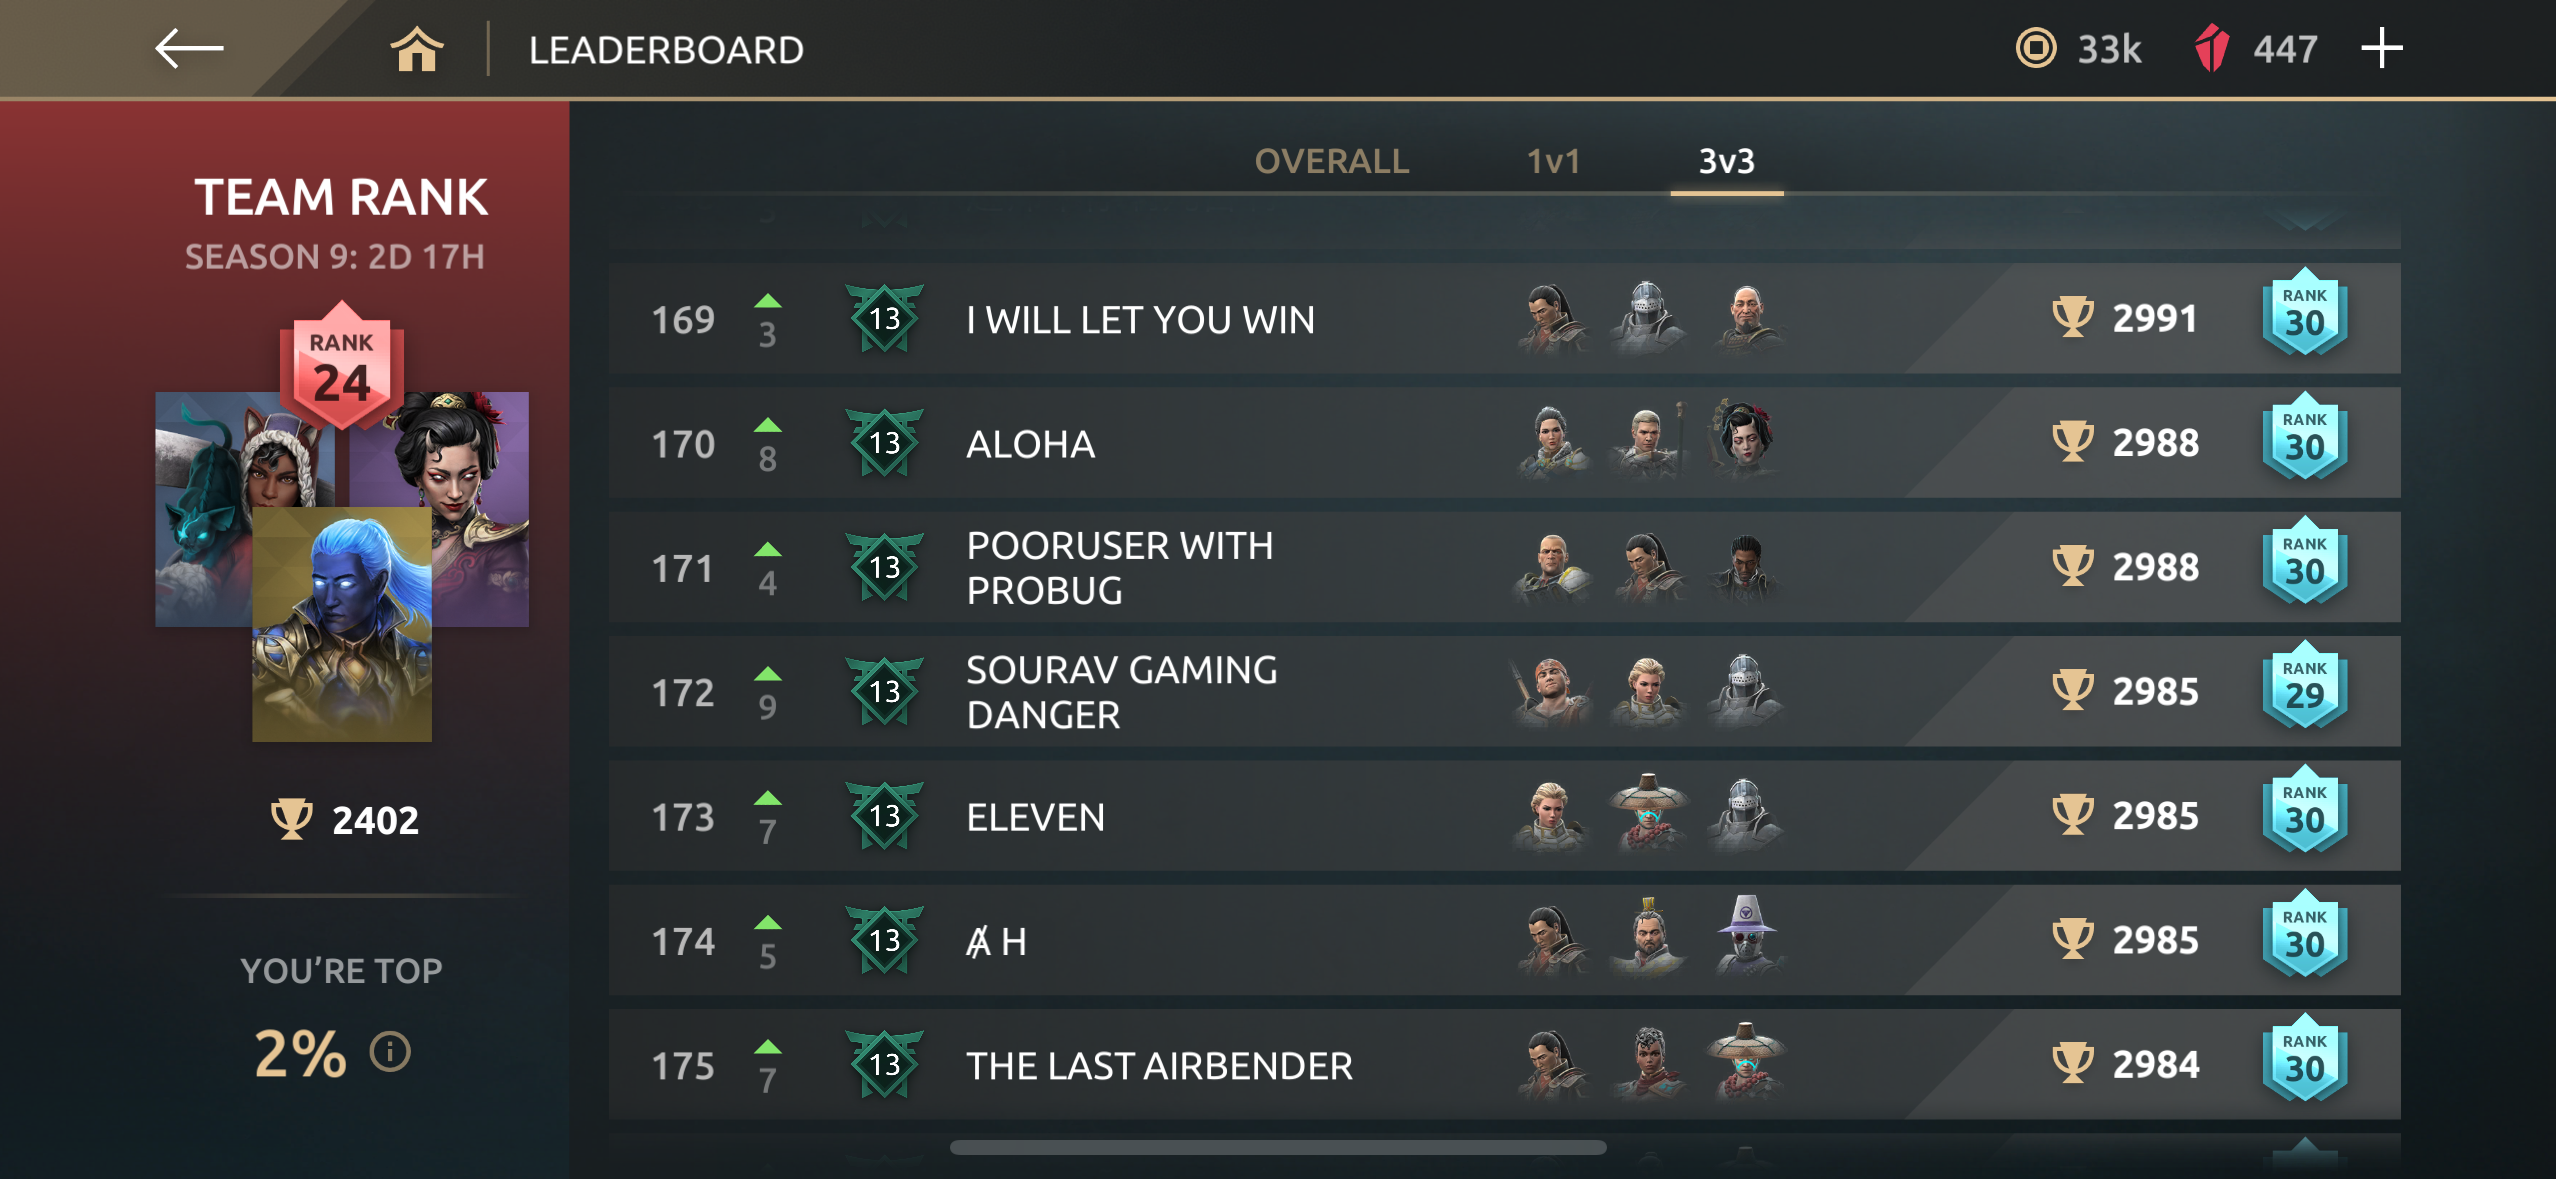 LEADERBOARD
33k
447
TEAM RANK
SEASON 9: 2D 17H
RANK
24
2402
YOU'RE TOP
2%
OVERALL
1v1
3v3
169
3
13
I WILL LET YOU WIN
2991
RANK
30
170
8
13
ALOHA
2988
RANK
30
171
4
13
POORUSER WITH
PROBUG
2988
RANK
30
172
9
13
SOURAV GAMING
DANGER
2985
RANK
29
173
7
13
ELEVEN
2985
RANK
30
174
5
13
Ⱥ H
2985
RANK
30
175
7
13
THE LAST AIRBENDER
2984
RANK
30